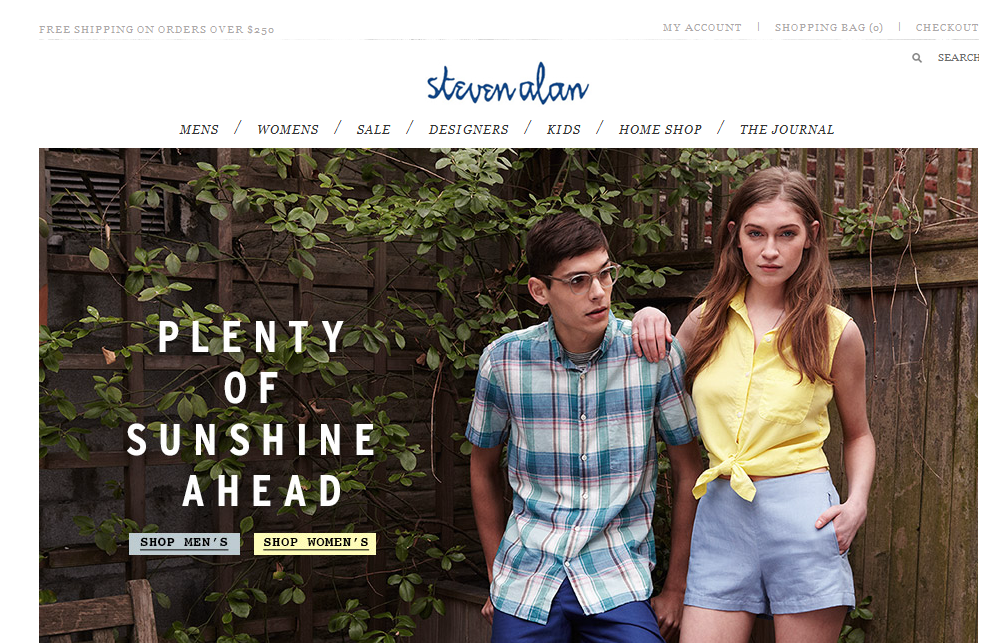 FREE SHIPPING ON ORDERS OVER $250
MY ACCOUNT | SHOPPING BAG (0) | CHECKOUT
SEARCH
steven alan
MENS / WOMENS / SALE / DESIGNERS / KIDS / HOME SHOP / THE JOURNAL
PLENTY
OF
SUNSHINE
AHEAD
SHOP MEN'S SHOP WOMEN'S